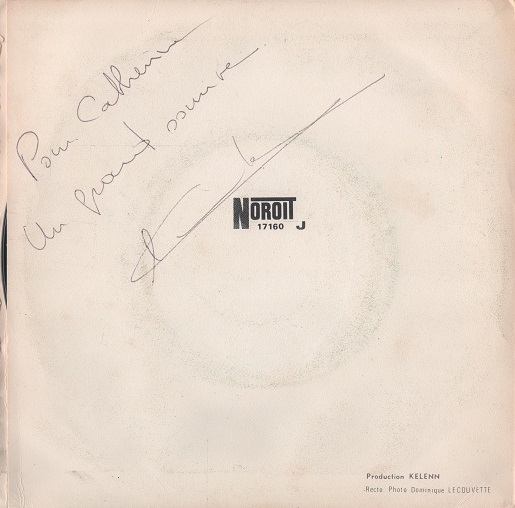 Pour Catherine
Un grand sourire
NOROIT
17160 J
Production KELENN
Recto Photo Dominique LECOUVETTE